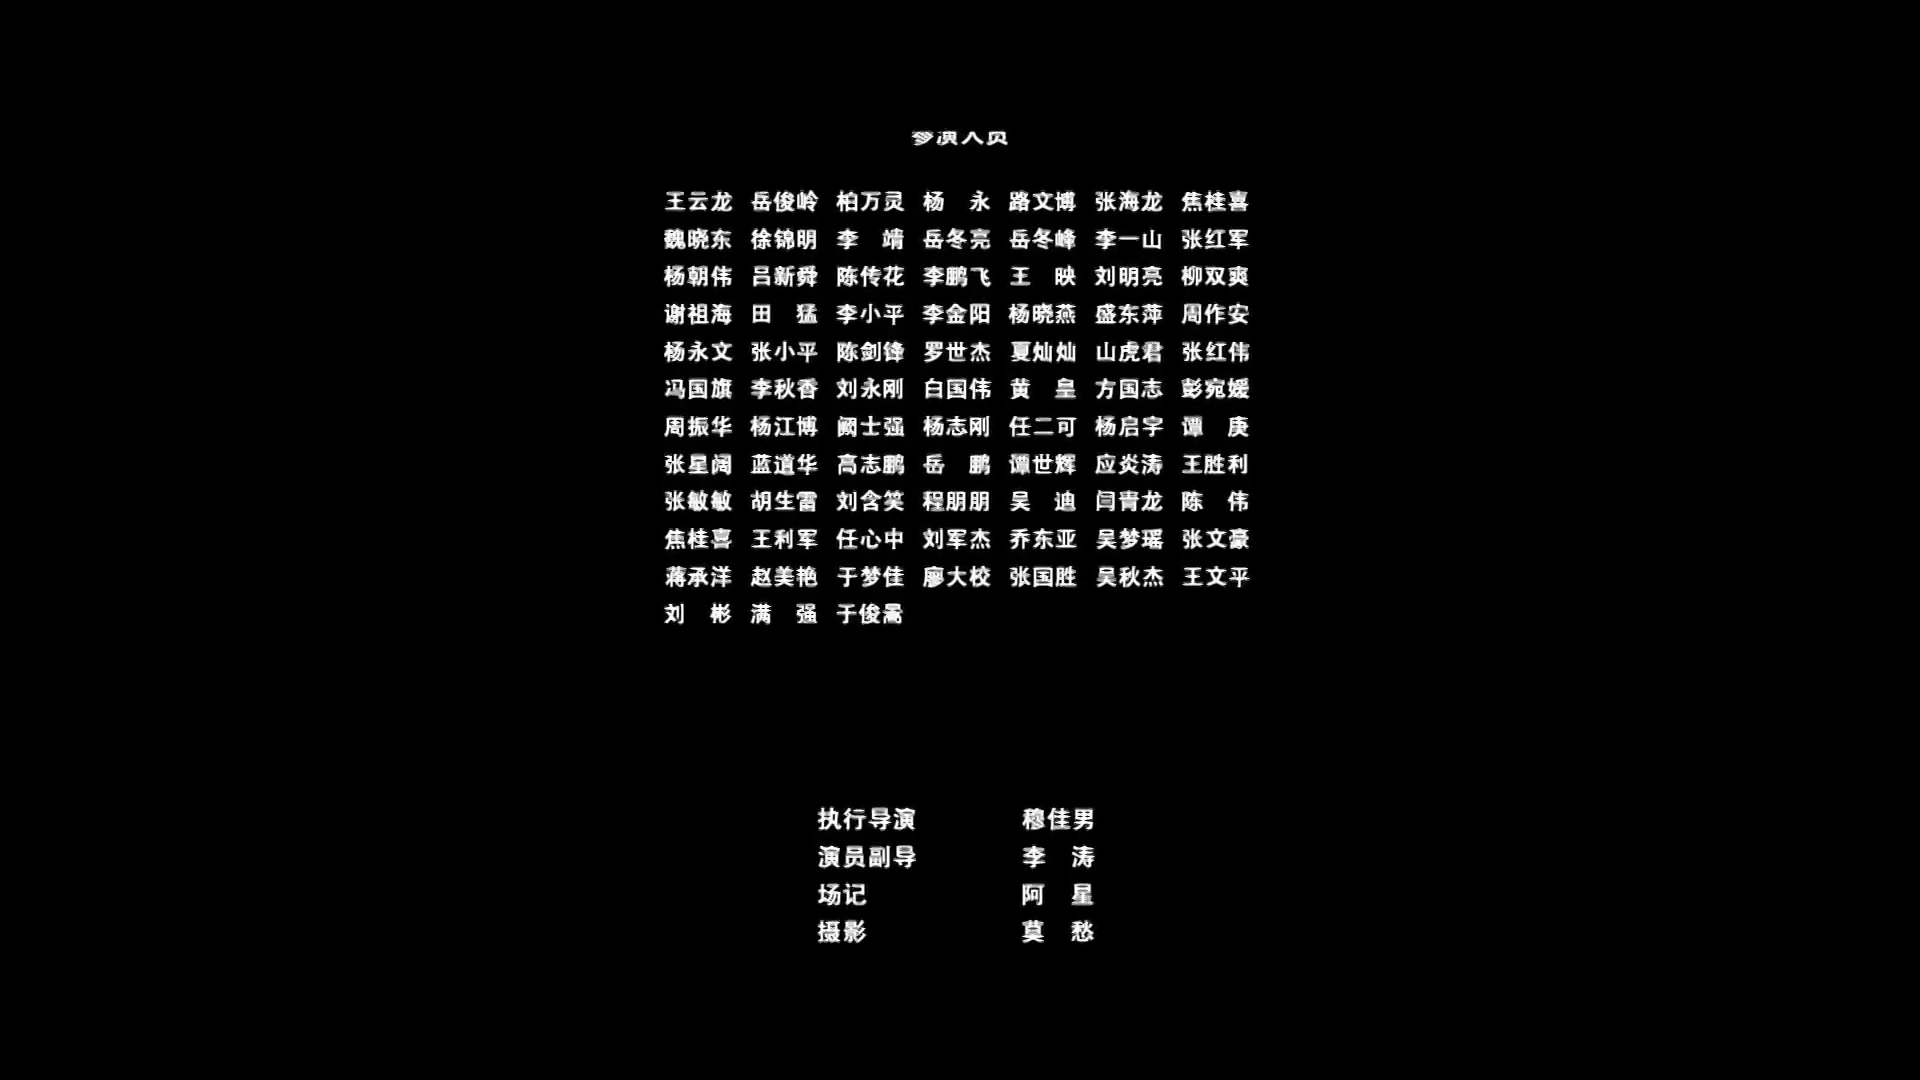 参演人员
王云龙 岳俊岭 柏万灵 杨　永 路文博 张海龙 焦桂喜
魏晓东 徐锦明 李　靖 岳冬亮 岳冬峰 李一山 张红军
杨朝伟 吕新舜 陈传花 李鹏飞 王　映 刘明亮 柳双爽
谢祖海 田　猛 李小平 李金阳 杨晓燕 盛东萍 周作安
杨永文 张小平 陈剑锋 罗世杰 夏灿灿 山虎君 张红伟
冯国旗 李秋香 刘永刚 白国伟 黄　皇 方国志 彭宛媛
周振华 杨江博 阚士强 杨志刚 任二可 杨启宇 谭　庚
张星阔 蓝道华 高志鹏 岳　鹏 谭世辉 应炎涛 王胜利
张敏敏 胡生雷 刘含笑 程朋朋 吴　迪 闫青龙 陈　伟
焦桂喜 王利军 任心中 刘军杰 乔东亚 吴梦瑶 张文豪
蒋承洋 赵美艳 于梦佳 廖大校 张国胜 吴秋杰 王文平
刘　彬 满　强 于俊嵩
执行导演 穆佳男
演员副导 李　涛
场记 阿　星
摄影 莫　愁